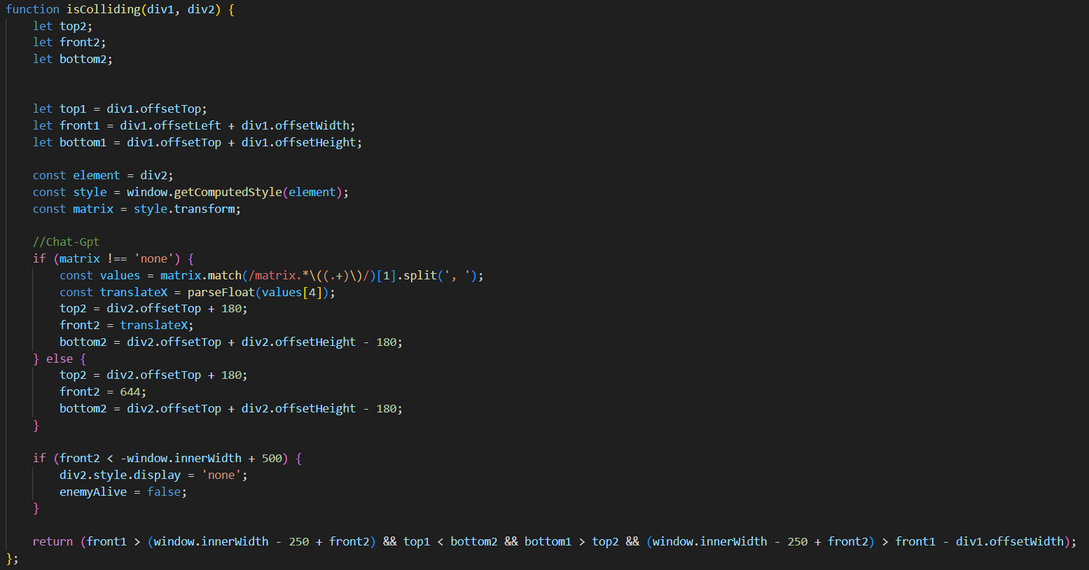 function isColliding(div1, div2) {
    let top2;
    let front2;
    let bottom2;


    let top1 = div1.offsetTop;
    let front1 = div1.offsetLeft + div1.offsetWidth;
    let bottom1 = div1.offsetTop + div1.offsetHeight;

    const element = div2;
    const style = window.getComputedStyle(element);
    const matrix = style.transform;

    //Chat-Gpt
    if (matrix !== 'none') {
        const values = matrix.match(/matrix.*\((.+)\)/)[1].split(', ');
        const translateX = parseFloat(values[4]);
        top2 = div2.offsetTop + 180;
        front2 = translateX;
        bottom2 = div2.offsetTop + div2.offsetHeight - 180;
    } else {
        top2 = div2.offsetTop + 180;
        front2 = 644;
        bottom2 = div2.offsetTop + div2.offsetHeight - 180;
    }

    if (front2 < -window.innerWidth + 500) {
        div2.style.display = 'none';
        enemyAlive = false;
    }

    return (front1 > (window.innerWidth - 250 + front2) && top1 < bottom2 && bottom1 > top2 && (window.innerWidth - 250 + front2) > front1 - div1.offsetWidth);
};